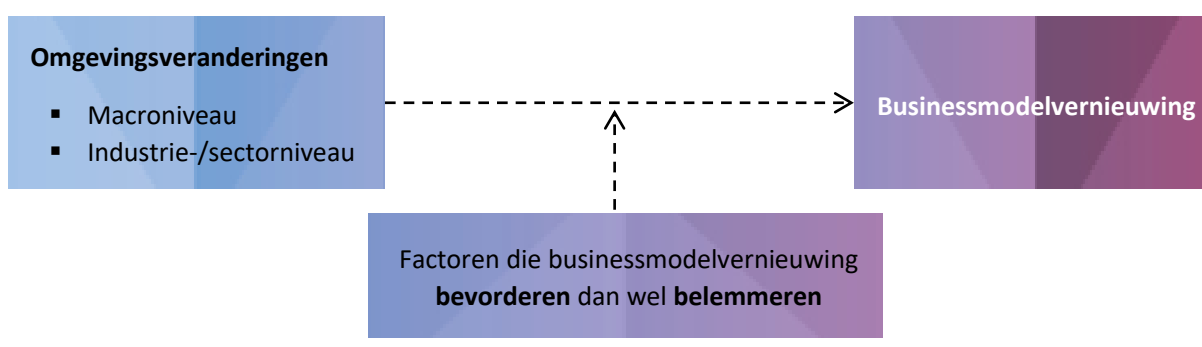 Omgevingsveranderingen
▪ Macroniveau
▪ Industrie-/sectorniveau
Businessmodelvernieuwing
Factoren die businessmodelvernieuwing
bevorderen dan wel belemmeren